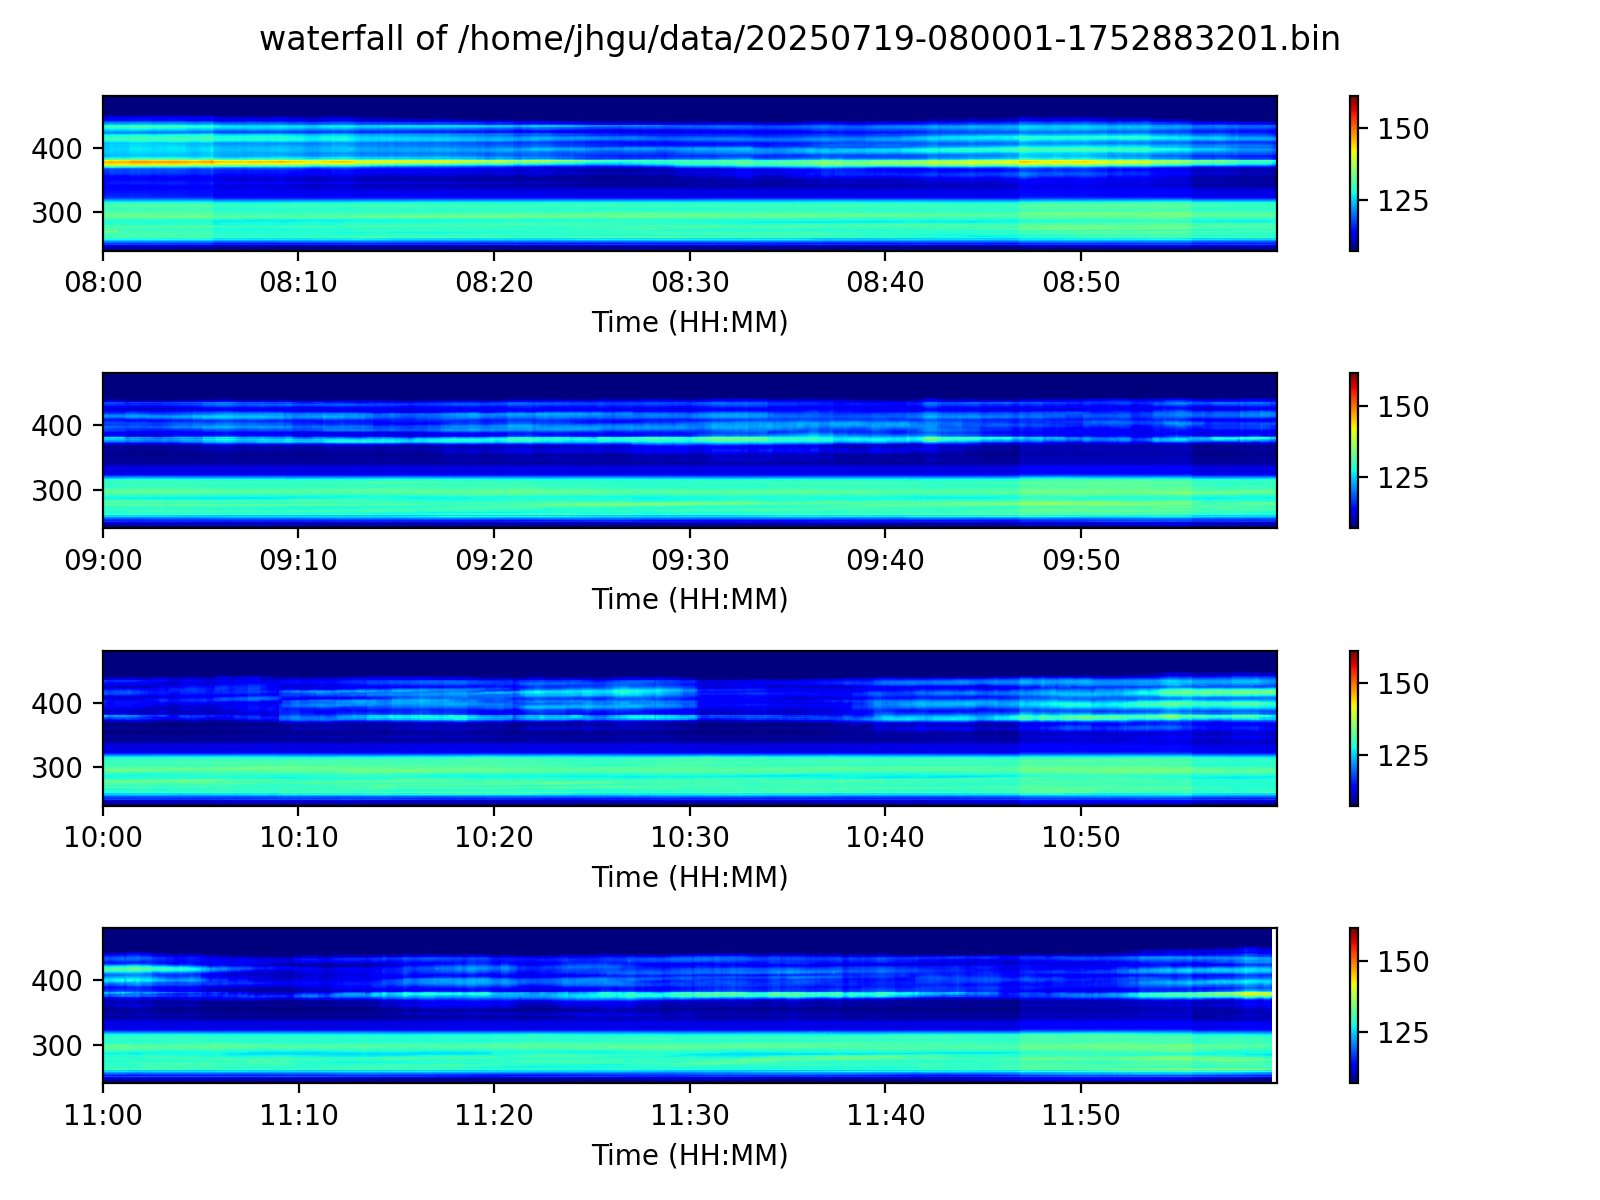 waterfall of /home/jhgu/data/20250719-080001-1752883201.bin
400
300
150
125
08:00 08:10 08:20 08:30 08:40 08:50
Time (HH:MM)
400
300
150
125
09:00 09:10 09:20 09:30 09:40 09:50
Time (HH:MM)
400
300
150
125
10:00 10:10 10:20 10:30 10:40 10:50
Time (HH:MM)
400
300
150
125
11:00 11:10 11:20 11:30 11:40 11:50
Time (HH:MM)